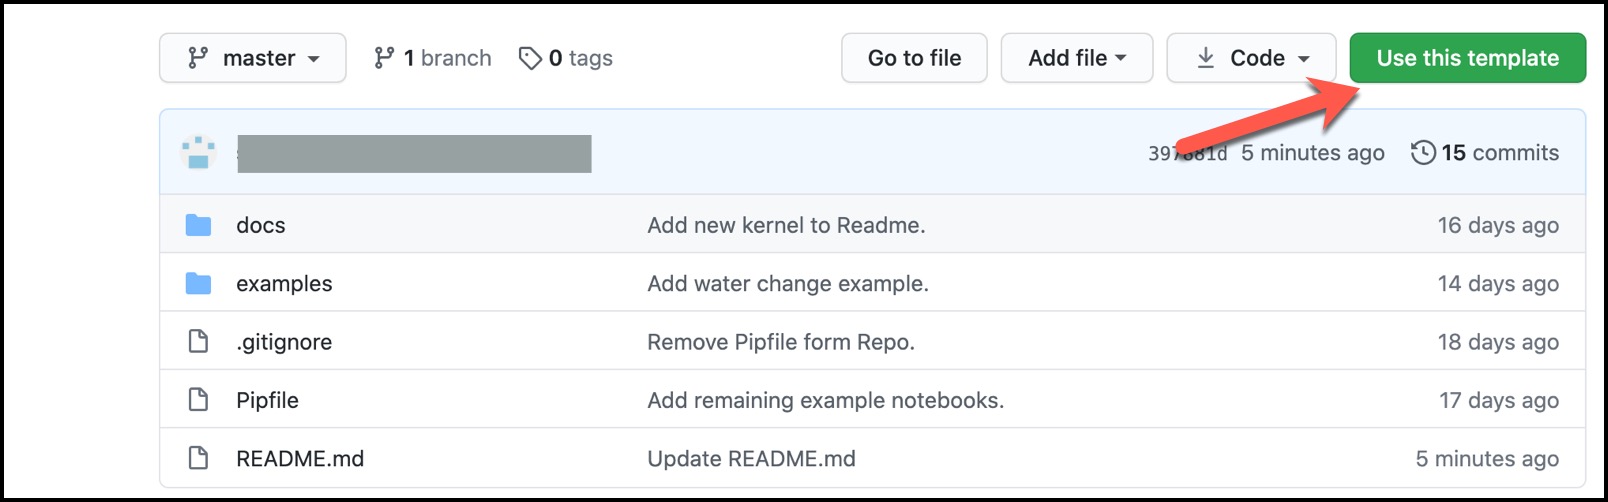 master 1 branch 0 tags Go to file Add file Code Use this template
5 minutes ago 15 commits
docs Add new kernel to Readme. 16 days ago
examples Add water change example. 14 days ago
.gitignore Remove Pipfile form Repo. 18 days ago
Pipfile Add remaining example notebooks. 17 days ago
README.md Update README.md 5 minutes ago